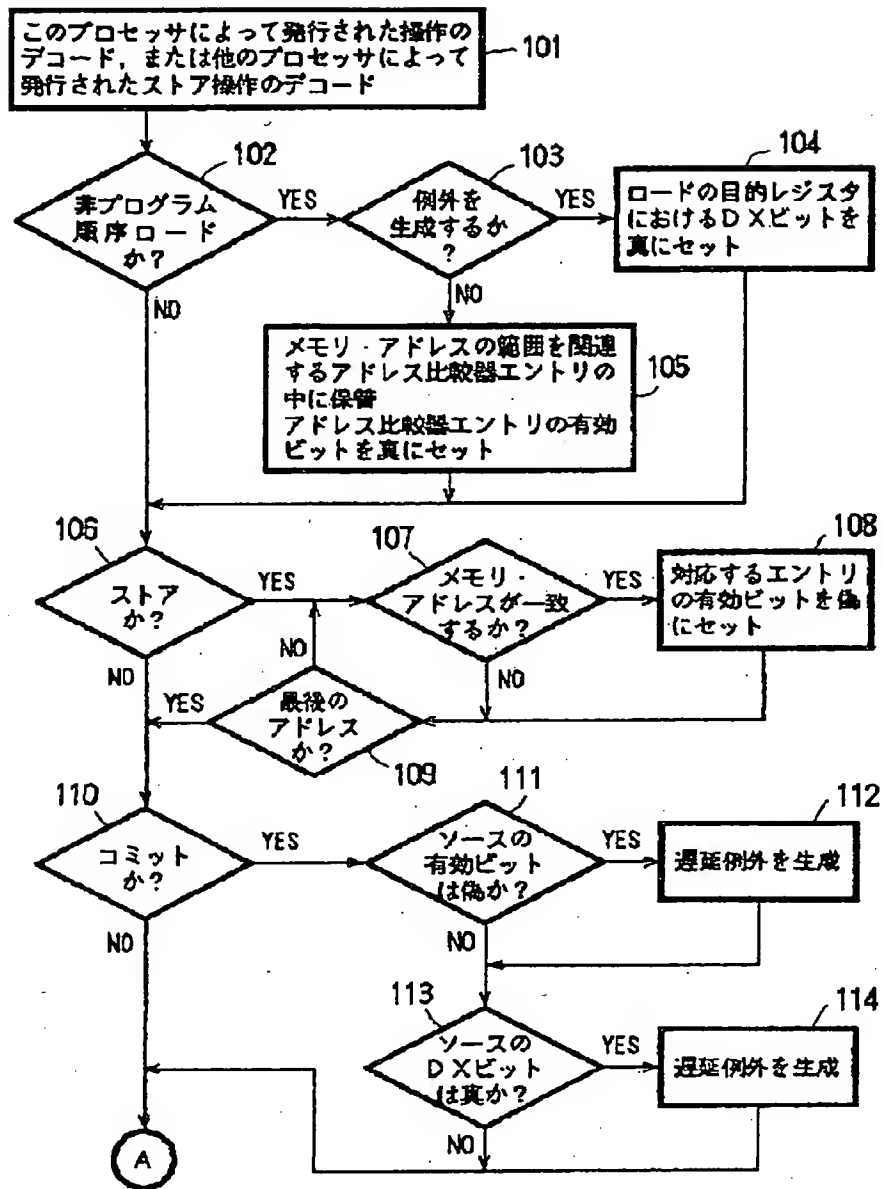 このプロセッサによって発行された操作の
デコード，または他のプロセッサによって
発行されたストア操作のデコード
101
102
非プログラム
順序ロード
か？
YES
NO
103
例外を
生成するか
？
YES
NO
104
ロードの目的レジスタ
におけるＤＸビットを
真にセット
メモリ・アドレスの範囲を関連
するアドレス比較器エントリの
中に保管
アドレス比較器エントリの有効
ビットを真にセット
105
106
ストア
か？
YES
NO
107
メモリ・
アドレスが一致
するか？
YES
NO
108
対応するエントリ
の有効ビットを偽
にセット
最後の
アドレス
か？
YES
NO
109
110
コミット
か？
YES
NO
111
ソースの
有効ビット
は偽か？
YES
NO
112
遅延例外を生成
113
ソースの
ＤＸビット
は真か？
YES
NO
114
遅延例外を生成
A